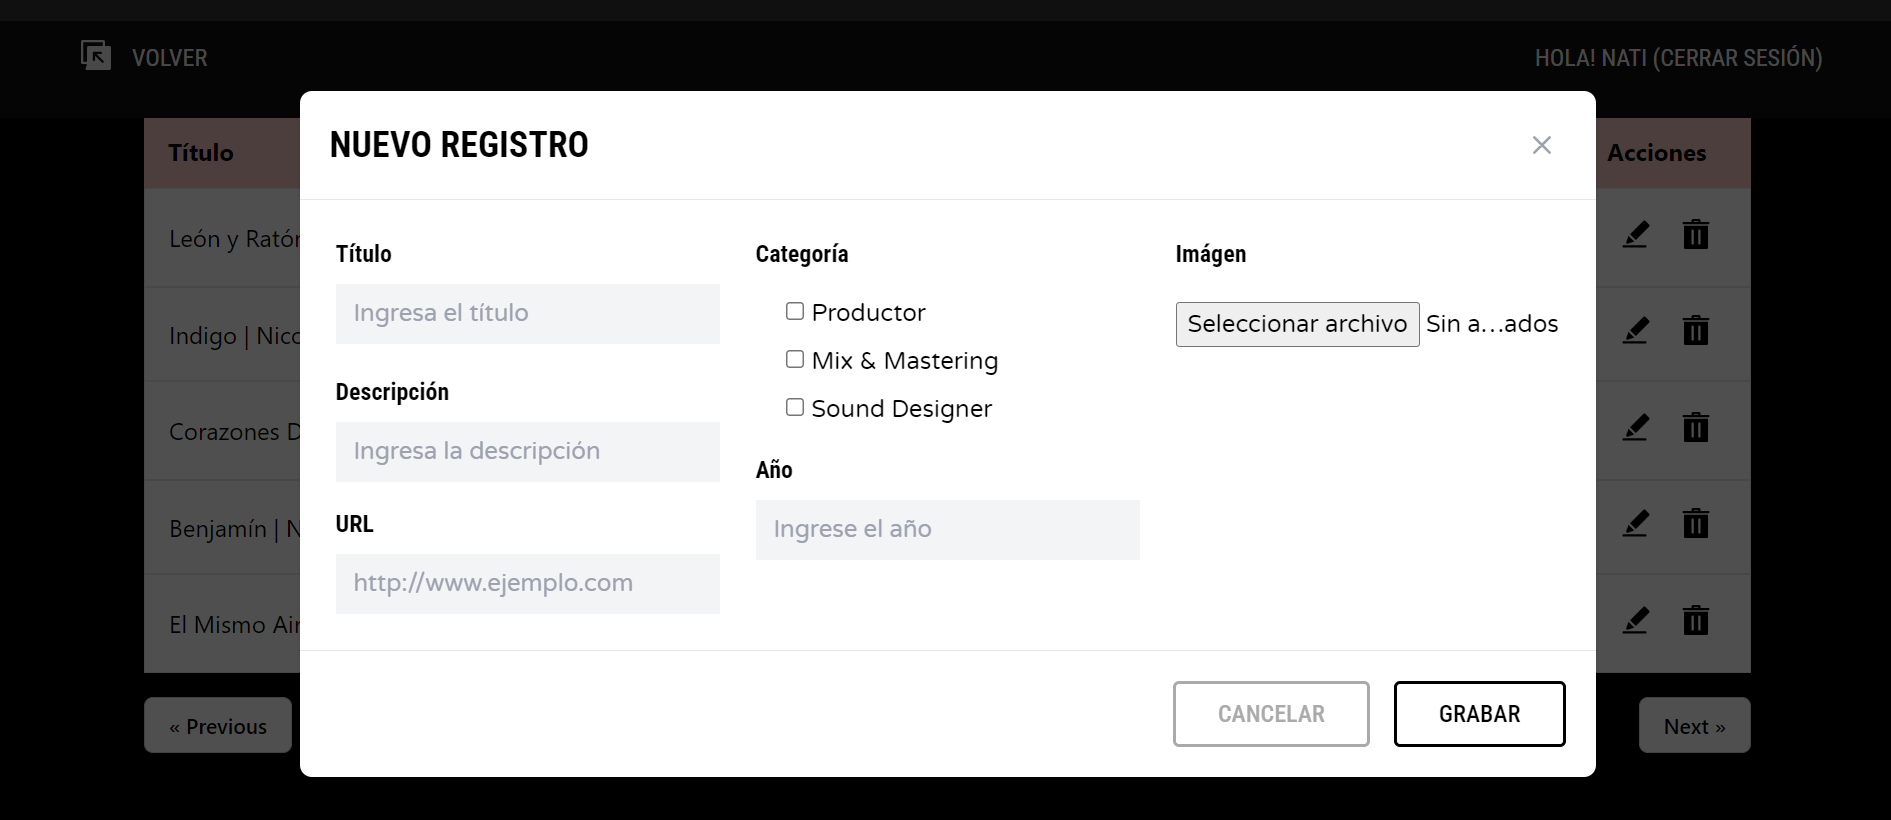 VOLVER
HOLA! NATI (CERRAR SESIÓN)
NUEVO REGISTRO
Título
Acciones
León y Ratón
Indigo | Nico
Corazones D
Benjamín | N
El Mismo Air
Título
Ingresa el título
Descripción
Ingresa la descripción
URL
http://www.ejemplo.com
Categoría
Productor
Mix & Mastering
Sound Designer
Año
Ingrese el año
Imágen
Seleccionar archivo Sin a…ados
CANCELAR
GRABAR
« Previous
Next »